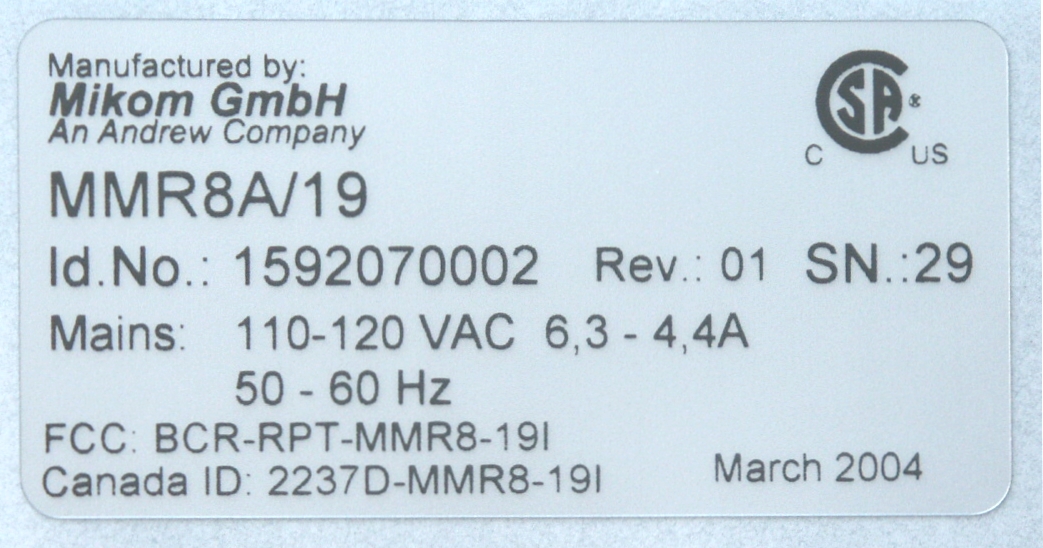 Manufactured by:
Mikom GmbH
An Andrew Company
CSA®
C US
MMR8A/19
Id.No.: 1592070002 Rev.: 01 SN.:29
Mains: 110-120 VAC 6,3 - 4,4A
50 - 60 Hz
FCC: BCR-RPT-MMR8-19I
Canada ID: 2237D-MMR8-19I
March 2004